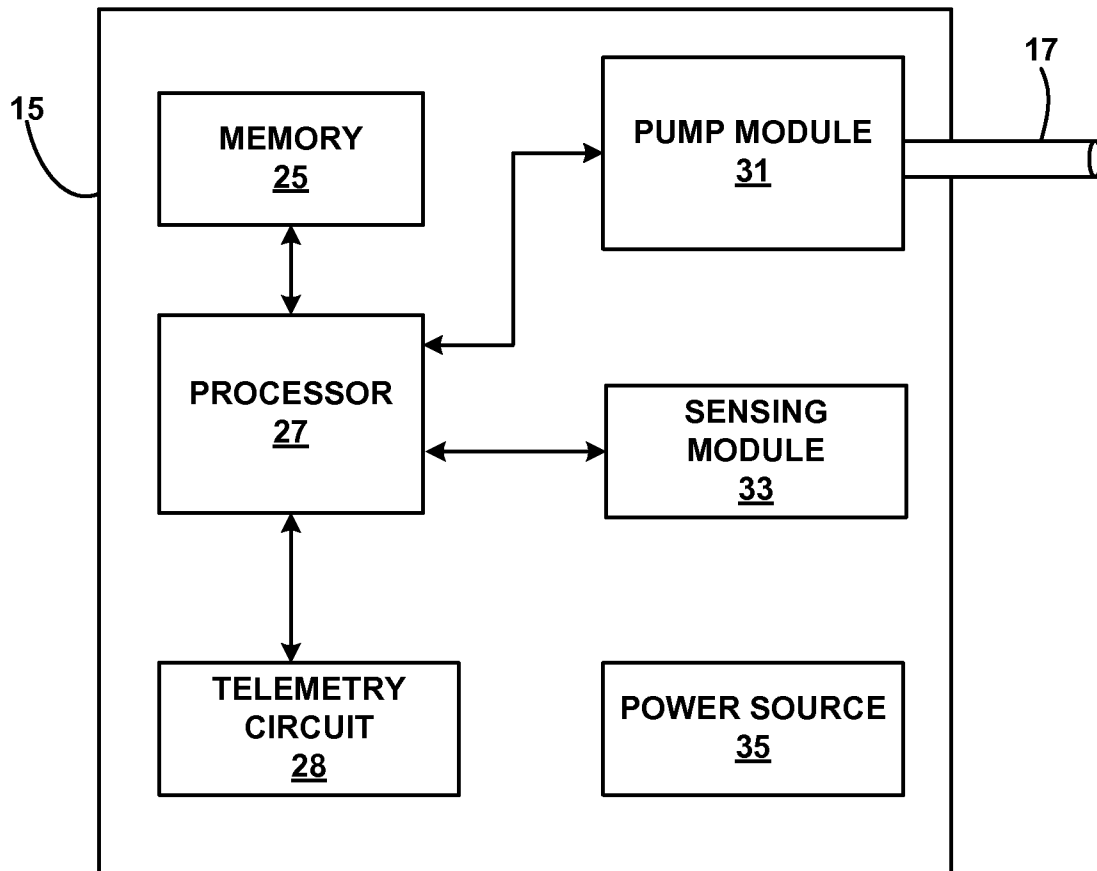 17
15
MEMORY
25
PUMP MODULE
31
PROCESSOR
27
SENSING
MODULE
33
TELEMETRY
CIRCUIT
28
POWER SOURCE
35